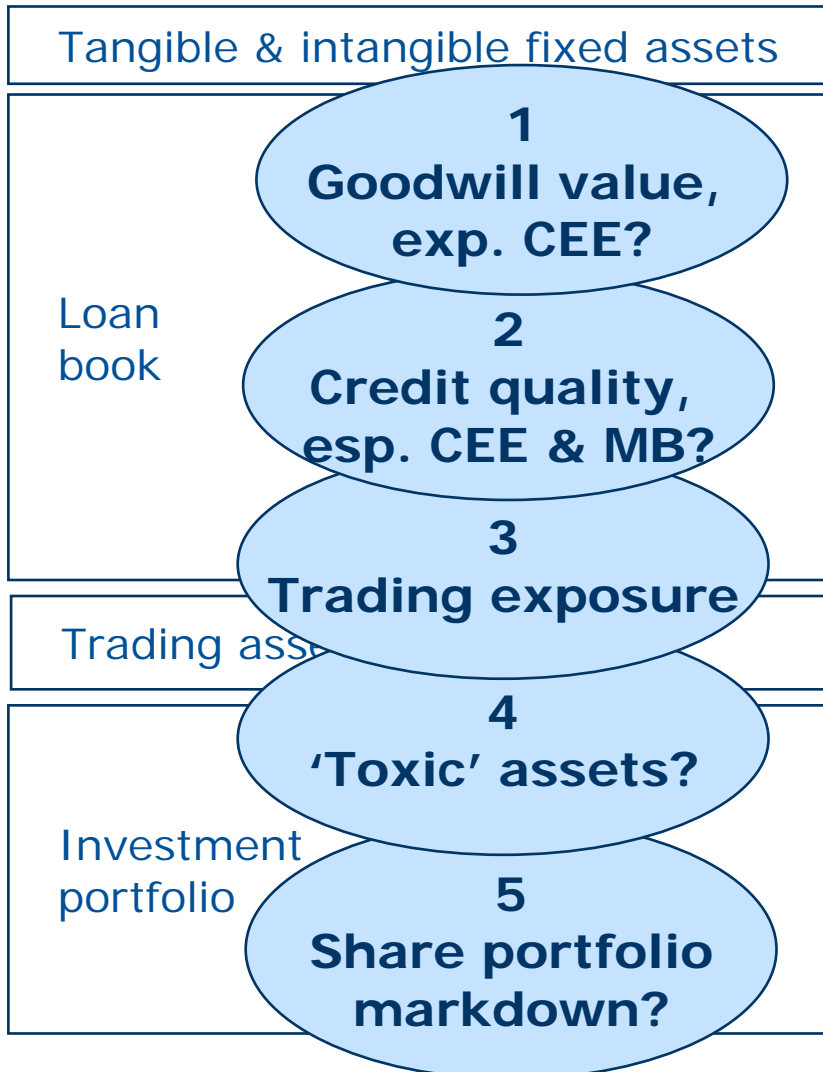 Tangible & intangible fixed assets
1
Goodwill value,
exp. CEE?
Loan
book
2
Credit quality,
esp. CEE & MB?
3
Trading exposure
Trading asse
4
‘Toxic’ assets?
Investment
portfolio
5
Share portfolio
markdown?